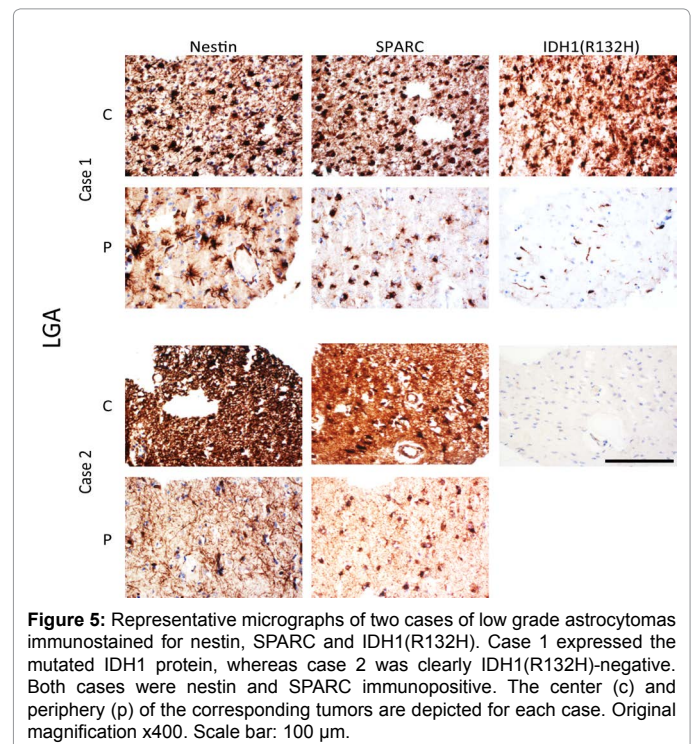 Nestin SPARC IDH1(R132H)
C
Case 1
P
LGA
C
Case 2
P
Figure 5: Representative micrographs of two cases of low grade astrocytomas
immunostained for nestin, SPARC and IDH1(R132H). Case 1 expressed the
mutated IDH1 protein, whereas case 2 was clearly IDH1(R132H)-negative.
Both cases were nestin and SPARC immunopositive. The center (c) and
periphery (p) of the corresponding tumors are depicted for each case. Original
magnification x400. Scale bar: 100 μm.